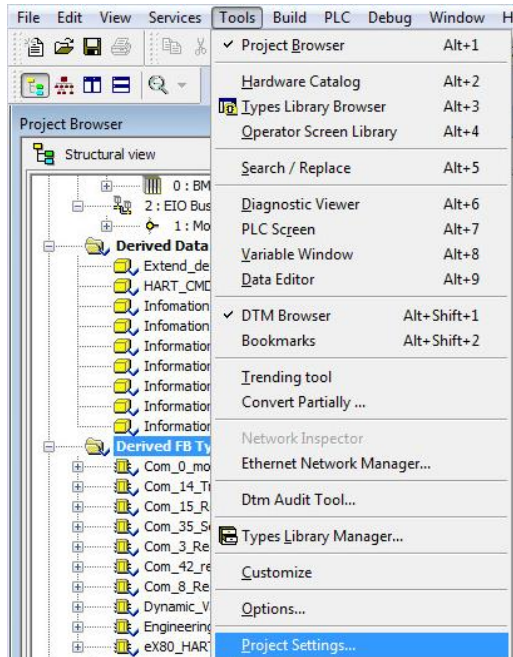 File Edit View Services Tools Build PLC Debug Window H
Project Browser Alt+1
Hardware Catalog Alt+2
Types Library Browser Alt+3
Operator Screen Library Alt+4
Search / Replace Alt+5
Diagnostic Viewer Alt+6
PLC Screen Alt+7
Variable Window Alt+8
Data Editor Alt+9
DTM Browser Alt+Shift+1
Bookmarks Alt+Shift+2
Trending tool
Convert Partially ...
Network Inspector
Ethernet Network Manager...
Dtm Audit Tool...
Types Library Manager...
Customize
Options...
Project Settings...
Project Browser
Structural view
0 : BM
2 : EIO Bus
1 : Mo
Derived Data
Extend_de
HART_CMD
Infomation
Infomation
Information
Information
Information
Information
Derived FB Ty
Com_0_mo
Com_14_Tr
Com_15_R
Com_35_Se
Com_3_Re
Com_42_re
Com_8_Re
Dynamic_V
Engineering
eX80_HART